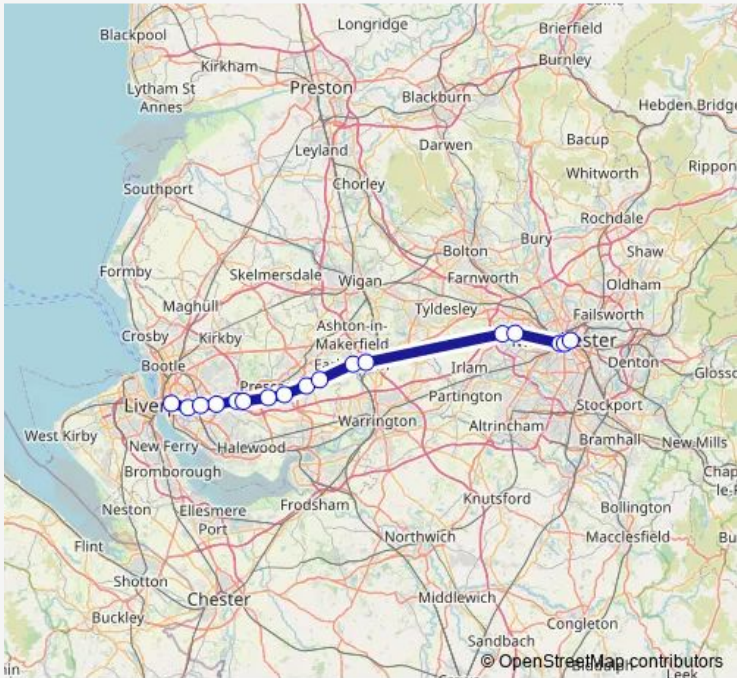 Longridge
Brierfield
Blackpool
Kirkham
Burnley
Preston
Lytham St
Annes
Blackburn
Hebden Bridge
Leyland
Darwen
Bacup
Whitworth
Rippon
Southport
Chorley
Rochdale
Bolton
Bury
Shaw
Formby
Skelmersdale
Wigan
Farnworth
Oldham
Maghull
Tyldesley
Failsworth
Crosby
Kirkby
Ashton-in-
Makerfield
Bootle
ester
Denton
Glosso
Irlam
Presc
Partington
Stockport
Liver
West Kirby
New Ferry
Halewood
Warrington
Altrincham
Bramhall
New Mills
Bromborough
Chap
le-
Neston
Ellesmere
Port
Frodsham
Knutsford
Bollington
Flint
Northwich
Macclesfield
Bu
Shotton
Chester
Middlewich
Buckley
Congleton
Sandbach
© OpenStreetMap contributors
Leek